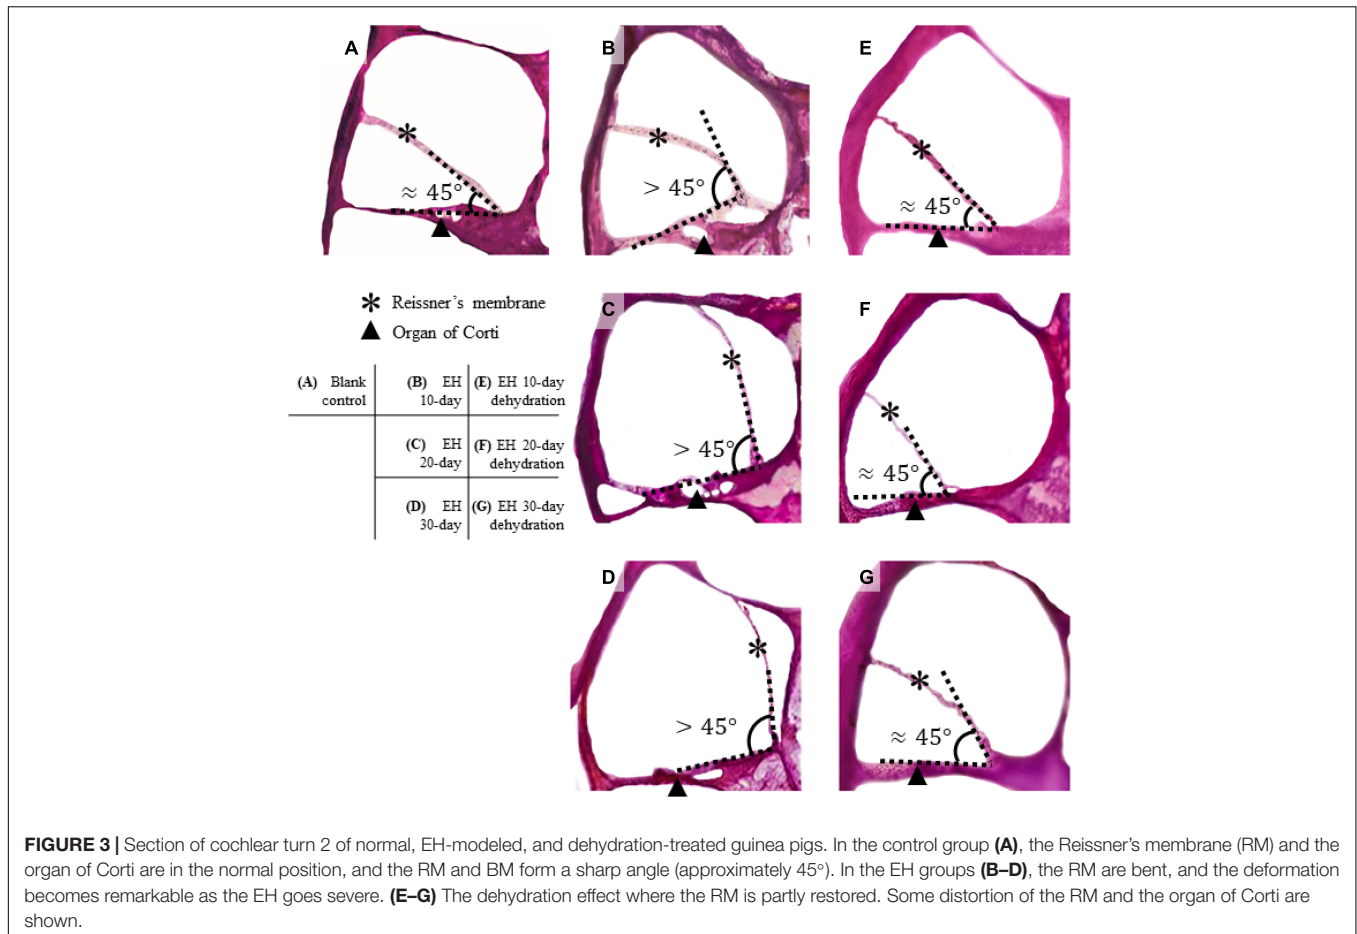 A
B
E
≈ 45°
> 45°
≈ 45°
* Reissner's membrane
▲ Organ of Corti
C
F
> 45°
≈ 45°
(A) Blank control
(B) EH 10-day
(E) EH 10-day dehydration
(C) EH 20-day
(F) EH 20-day dehydration
(D) EH 30-day
(G) EH 30-day dehydration
D
G
> 45°
≈ 45°
FIGURE 3 | Section of cochlear turn 2 of normal, EH-modeled, and dehydration-treated guinea pigs. In the control group (A), the Reissner's membrane (RM) and the
organ of Corti are in the normal position, and the RM and BM form a sharp angle (approximately 45°). In the EH groups (B–D), the RM are bent, and the deformation
becomes remarkable as the EH goes severe. (E–G) The dehydration effect where the RM is partly restored. Some distortion of the RM and the organ of Corti are
shown.